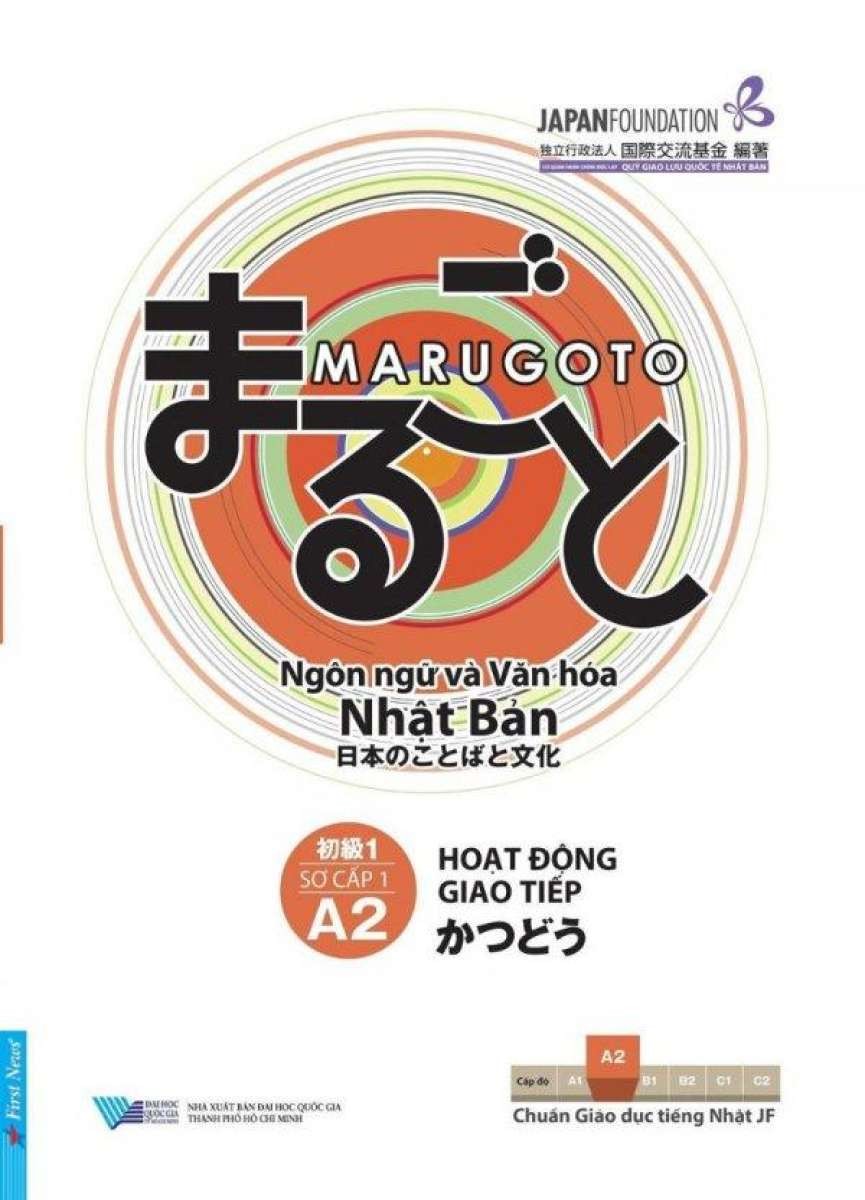 JAPANFOUNDATION
独立行政法人 国際交流基金 編著
QUỸ GIAO LƯU QUỐC TẾ NHẬT BẢN
まるごと
MARUGOTO
Ngôn ngữ và Văn hóa
Nhật Bản
日本のことばと文化
初級1
SƠ CẤP 1
A2
HOẠT ĐỘNG
GIAO TIẾP
かつどう
First News
ĐẠI HỌC
QUỐC GIA
NHÀ XUẤT BẢN ĐẠI HỌC QUỐC GIA
THÀNH PHỐ HỒ CHÍ MINH
Cấp độ A1 A2 B1 B2 C1 C2
Chuẩn Giáo dục tiếng Nhật JF